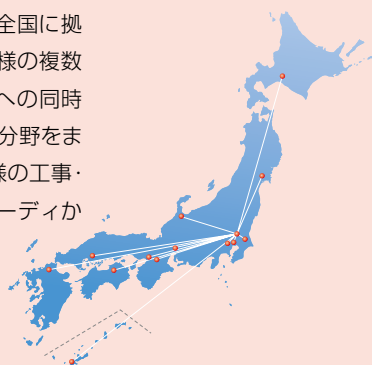 全国に拠
様の複数
への同時
分野をま
様の工事·
ーディか